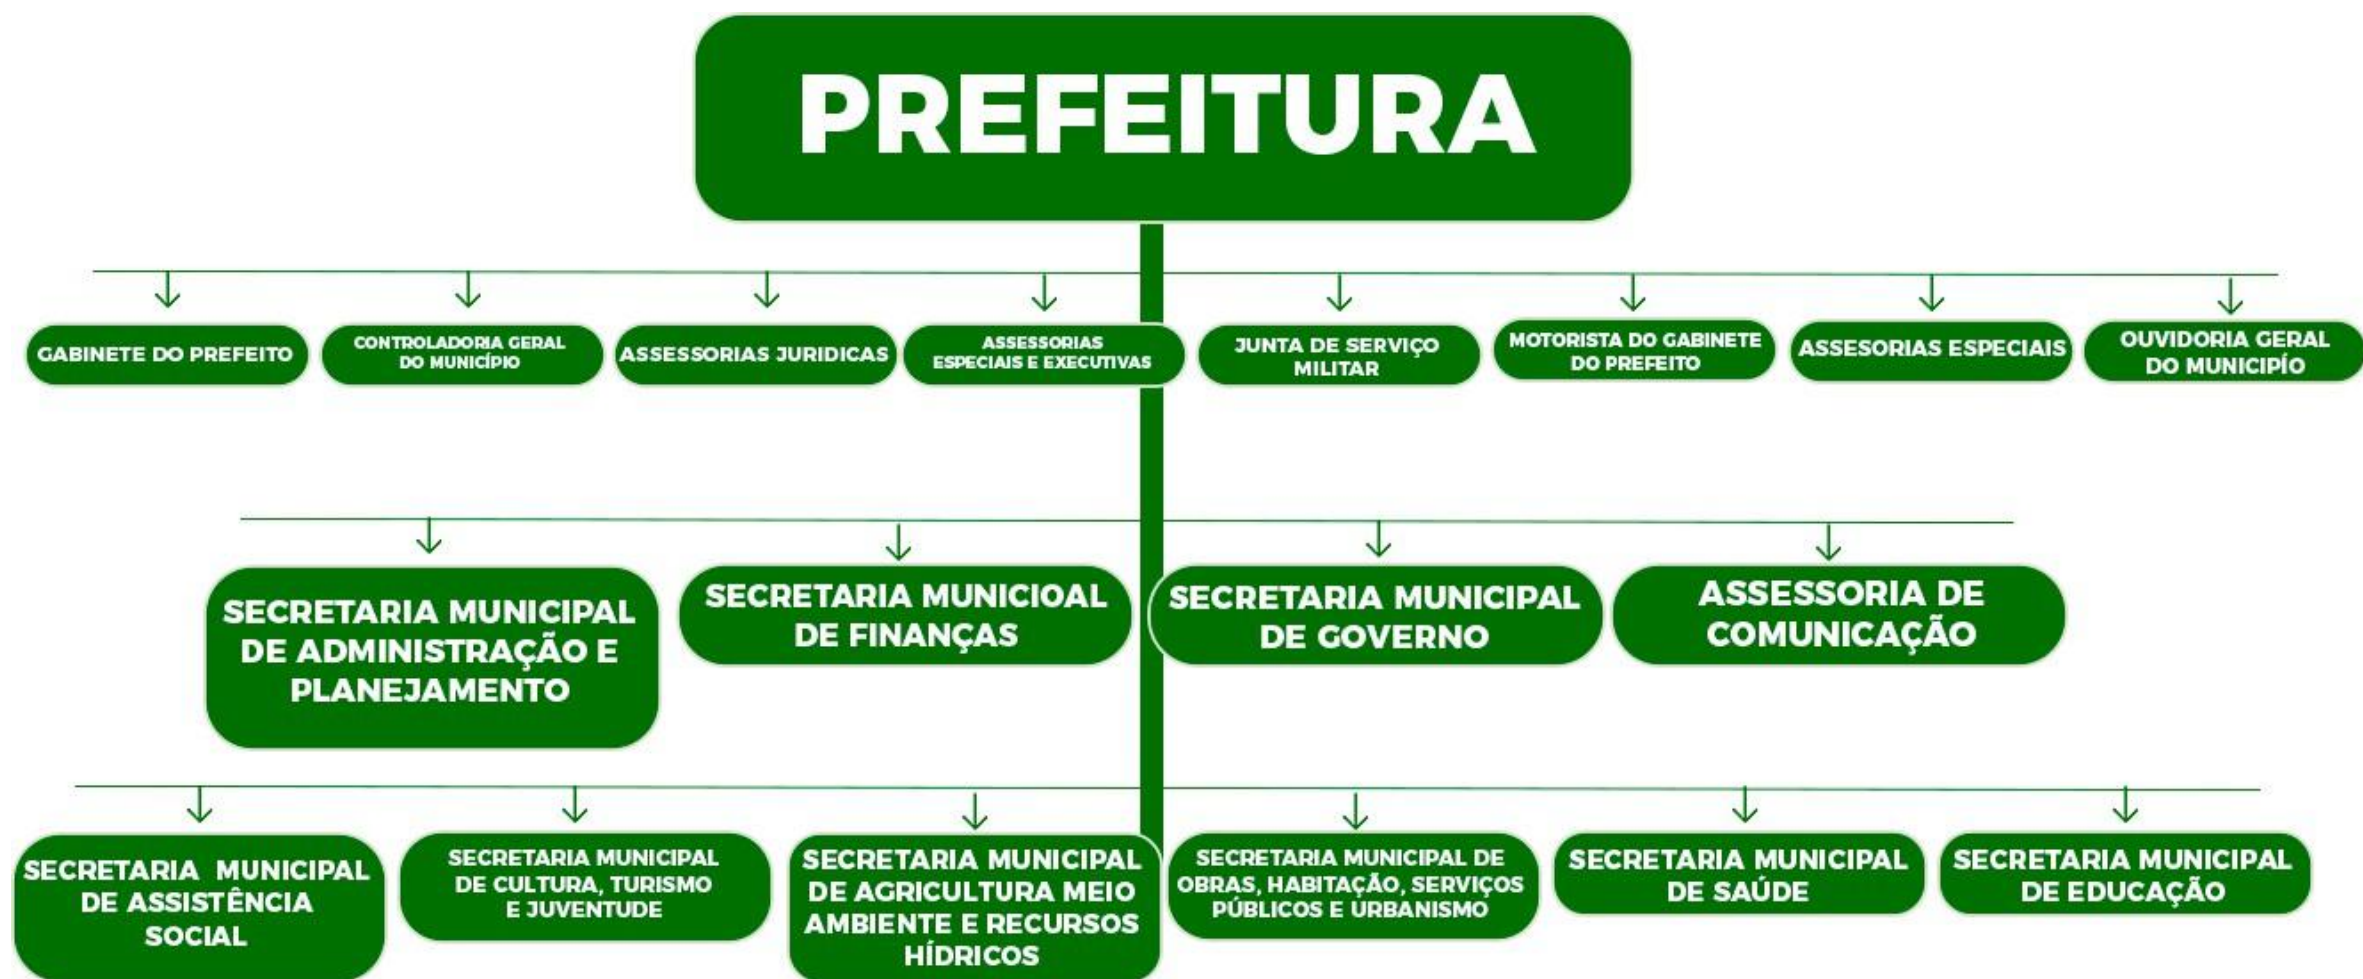 PREFEITURA
GABINETE DO PREFEITO
CONTROLADORIA GERAL
DO MUNICÍPIO
ASSESSORIAS JURIDICAS
ASSESSORIAS
ESPECIAIS E EXECUTIVAS
JUNTA DE SERVIÇO
MILITAR
MOTORISTA DO GABINETE
DO PREFEITO
ASSESORIAS ESPECIAIS
OUVIDORIA GERAL
DO MUNICIPÍO
SECRETARIA MUNICIPAL
DE ADMINISTRAÇÃO E
PLANEJAMENTO
SECRETARIA MUNICIOAL
DE FINANÇAS
SECRETARIA MUNICIPAL
DE GOVERNO
ASSESSORIA DE
COMUNICAÇÃO
SECRETARIA MUNICIPAL
DE ASSISTÊNCIA
SOCIAL
SECRETARIA MUNICIPAL
DE CULTURA, TURISMO
E JUVENTUDE
SECRETARIA MUNICIPAL
DE AGRICULTURA MEIO
AMBIENTE E RECURSOS
HÍDRICOS
SECRETARIA MUNICIPAL DE
OBRAS, HABITAÇÃO, SERVIÇOS
PÚBLICOS E URBANISMO
SECRETARIA MUNICIPAL
DE SAÚDE
SECRETARIA MUNICIPAL
DE EDUCAÇÃO